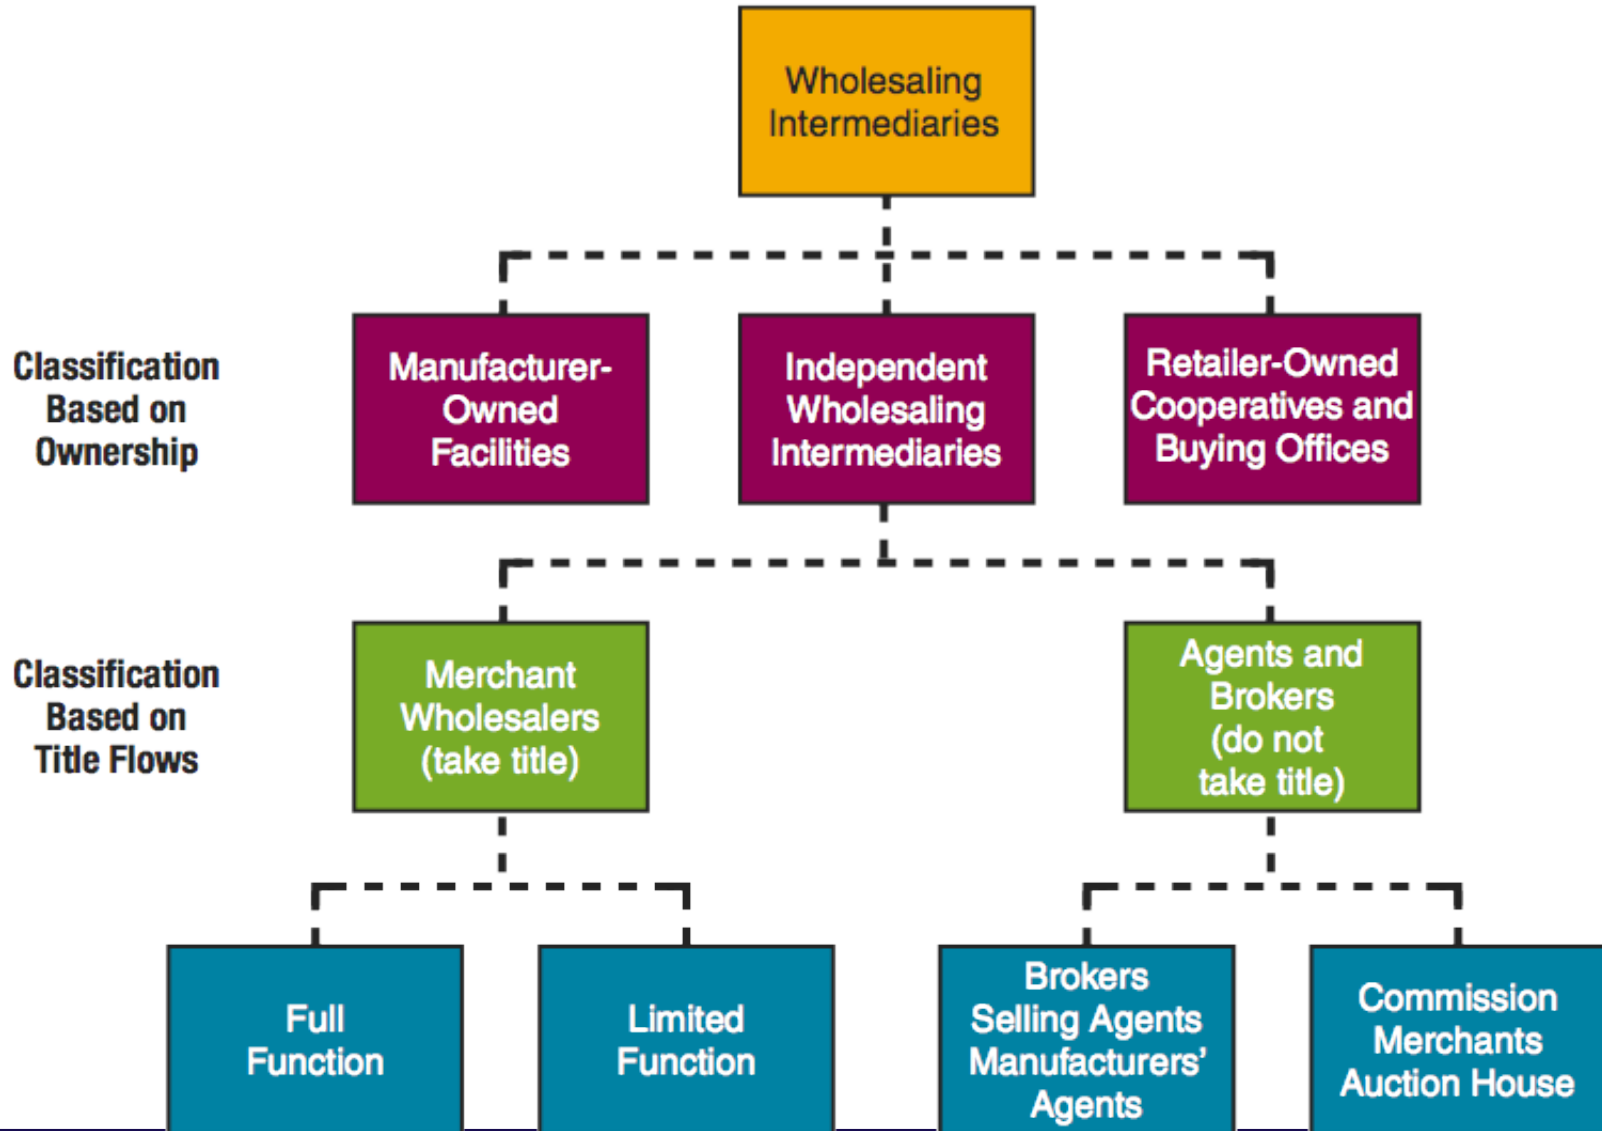 Wholesaling
Intermediaries
Classification
Based on
Ownership
Manufacturer-
Owned
Facilities
Independent
Wholesaling
Intermediaries
Retailer-Owned
Cooperatives and
Buying Offices
Classification
Based on
Title Flows
Merchant
Wholesalers
(take title)
Agents and
Brokers
(do not
take title)
Full
Function
Limited
Function
Brokers
Selling Agents
Manufacturers’
Agents
Commission
Merchants
Auction House